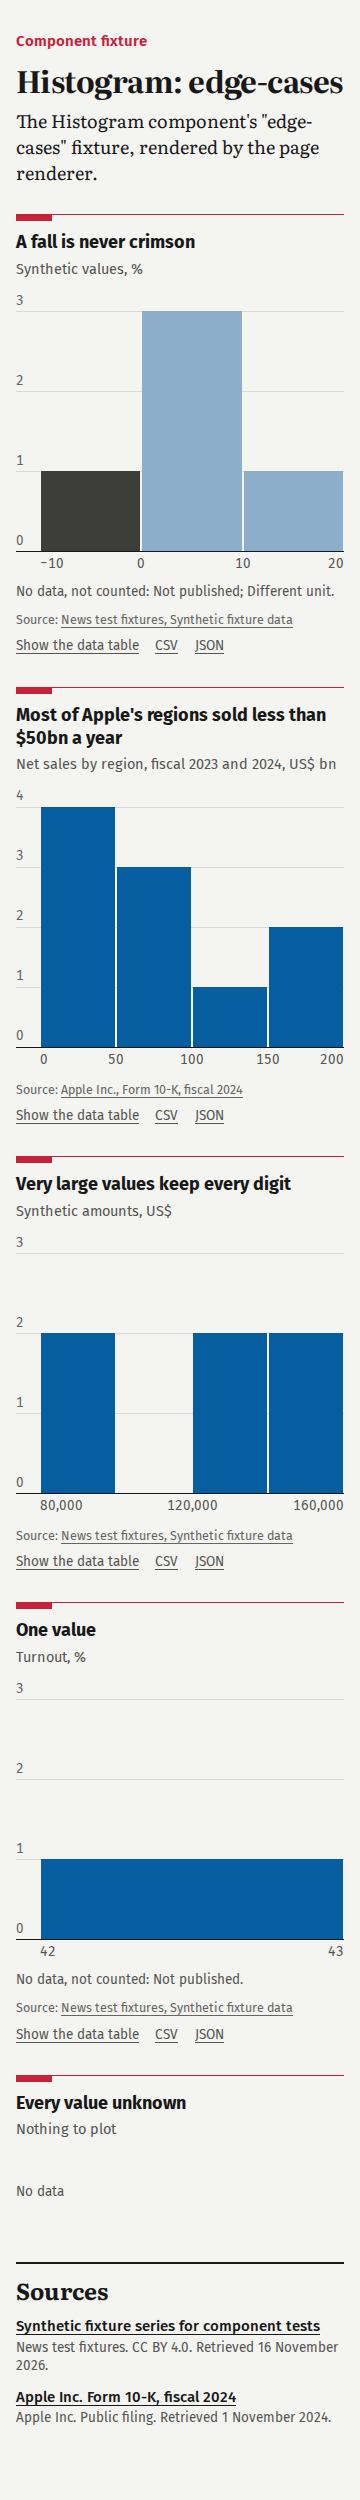 Component fixture
Histogram: edge-cases
The Histogram component's "edge-
cases" fixture, rendered by the page
renderer.
A fall is never crimson
Synthetic values, %
3
2
1
0
−10 0 10 20
No data, not counted: Not published; Different unit.
Source: News test fixtures, Synthetic fixture data
Show the data table CSV JSON
Most of Apple's regions sold less than
$50bn a year
Net sales by region, fiscal 2023 and 2024, US$ bn
4
3
2
1
0
0 50 100 150 200
Source: Apple Inc., Form 10-K, fiscal 2024
Show the data table CSV JSON
Very large values keep every digit
Synthetic amounts, US$
3
2
1
0
80,000 120,000 160,000
Source: News test fixtures, Synthetic fixture data
Show the data table CSV JSON
One value
Turnout, %
3
2
1
0
42 43
No data, not counted: Not published.
Source: News test fixtures, Synthetic fixture data
Show the data table CSV JSON
Every value unknown
Nothing to plot
No data
Sources
Synthetic fixture series for component tests
News test fixtures. CC BY 4.0. Retrieved 16 November
2026.
Apple Inc. Form 10-K, fiscal 2024
Apple Inc. Public filing. Retrieved 1 November 2024.